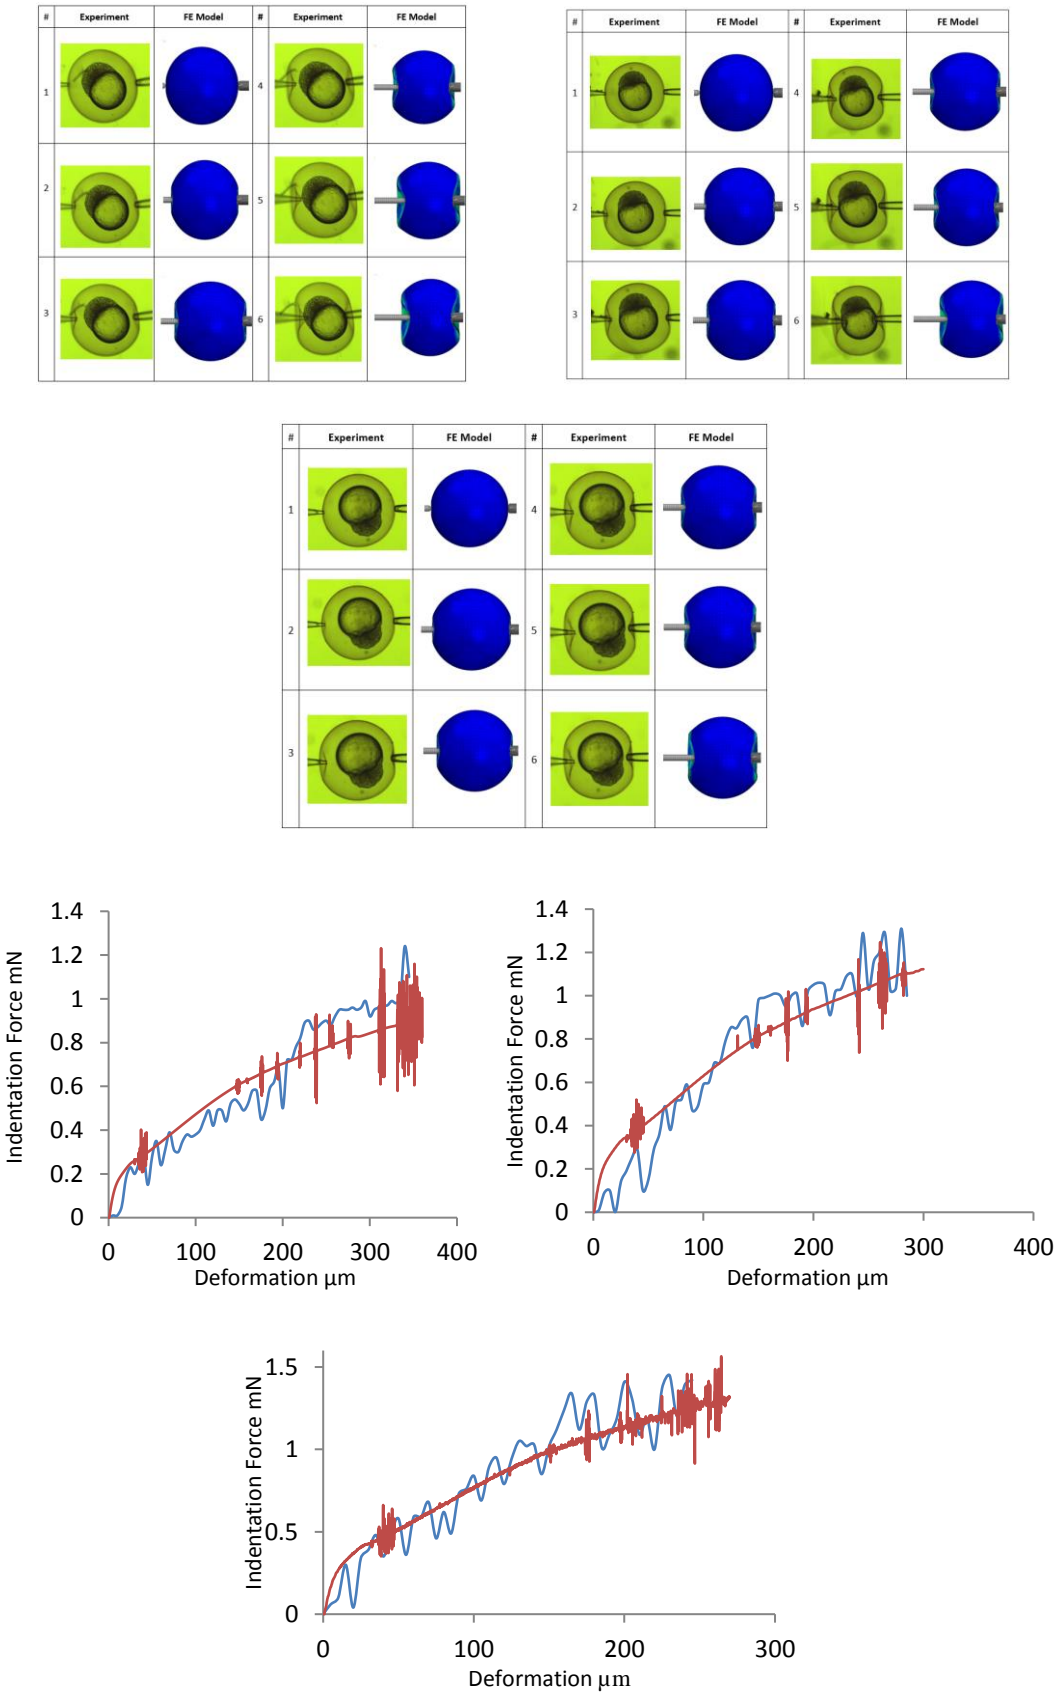 # Experiment FE Model # Experiment FE Model
1 4
2 5
3 6
# Experiment FE Model # Experiment FE Model
1 4
2 5
3 6
# Experiment FE Model # Experiment FE Model
1 4
2 5
3 6
1.4
1.2
1
0.8
0.6
0.4
0.2
0
Indentation Force mN
0 100 200 300 400
Deformation µm
1.4
1.2
1
0.8
0.6
0.4
0.2
0
Indentation Force mN
0 100 200 300 400
Deformation µm
1.5
1
0.5
0
Indentation Force mN
0 100 200 300
Deformation µm